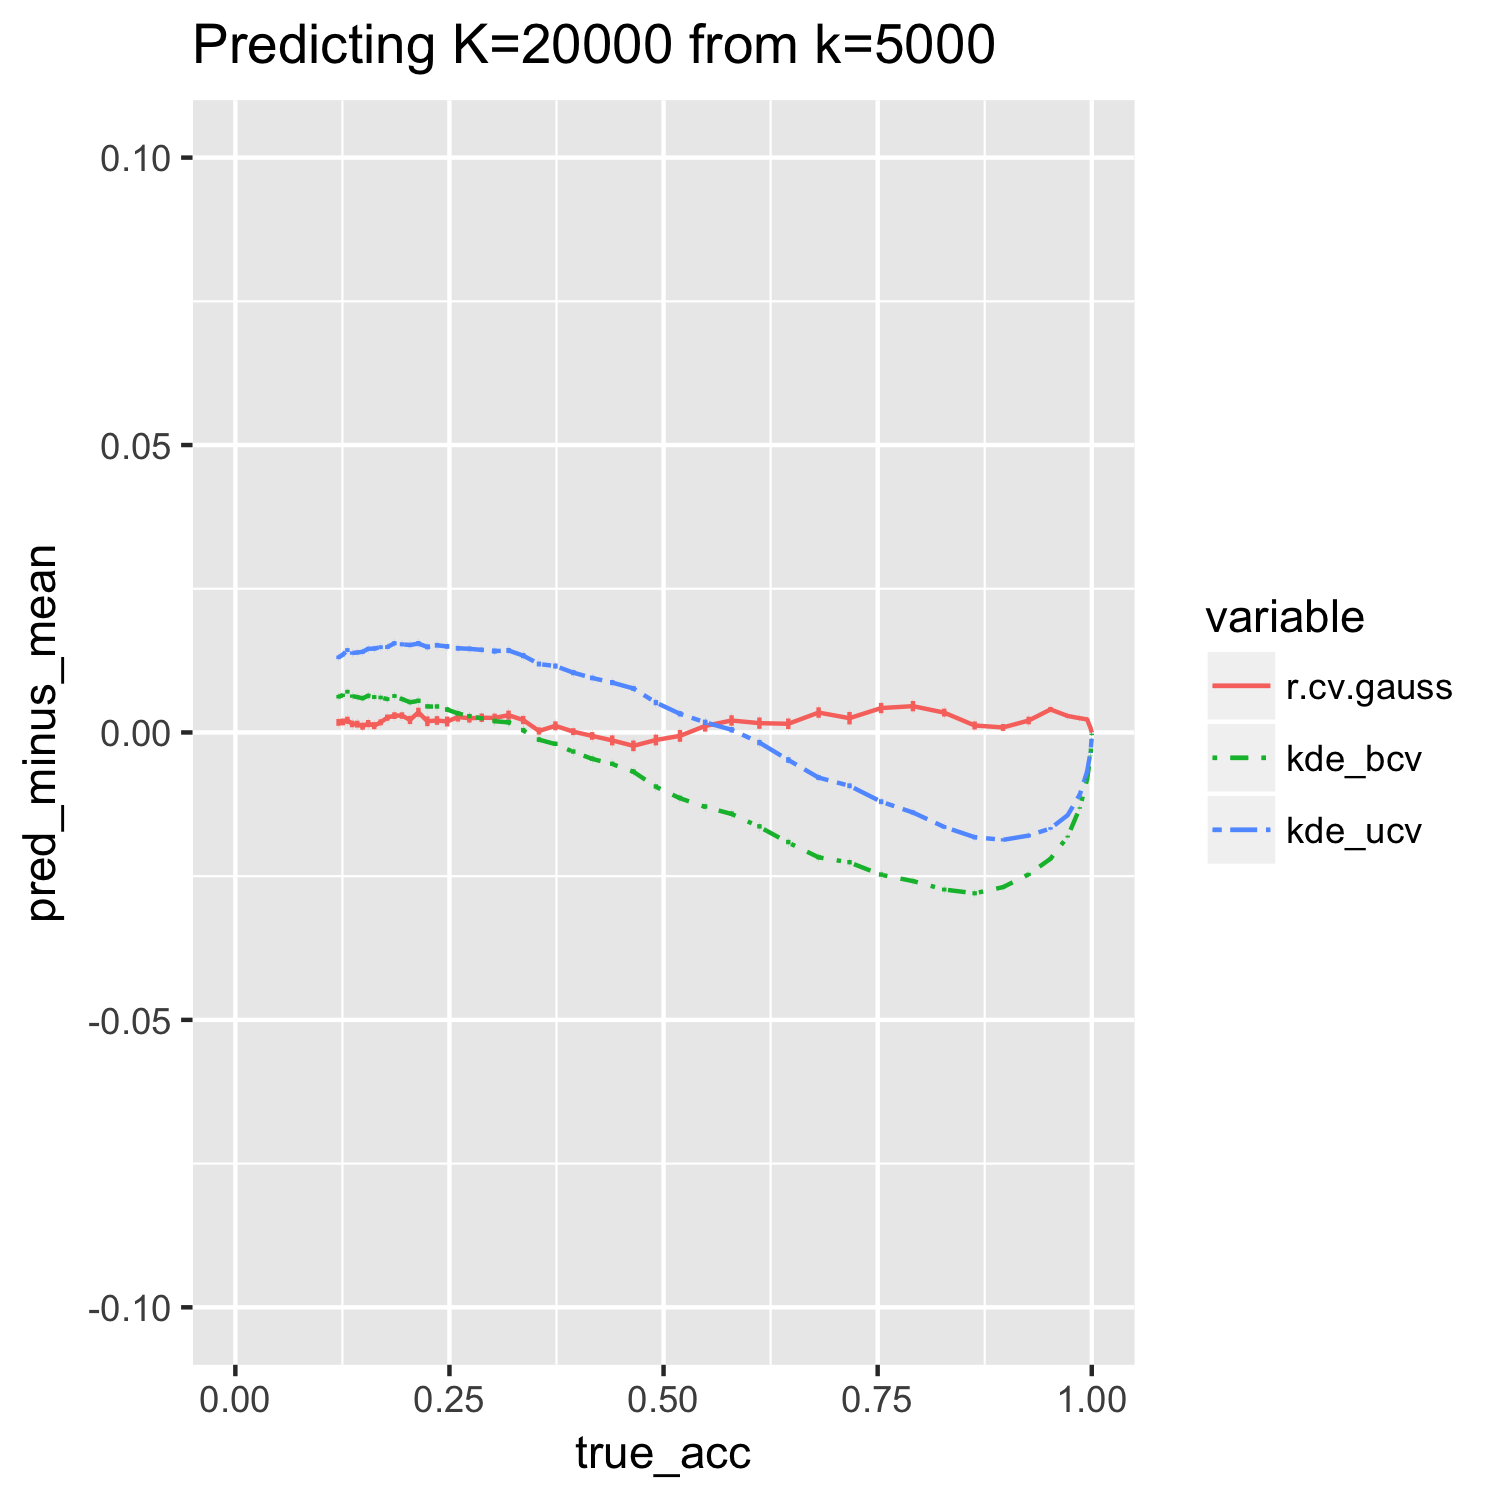 Predicting K=20000 from k=5000
0.10
0.05
0.00
-0.05
-0.10
pred_minus_mean
0.00
0.25
0.50
0.75
1.00
true_acc
variable
r.cv.gauss
kde_bcv
kde_ucv